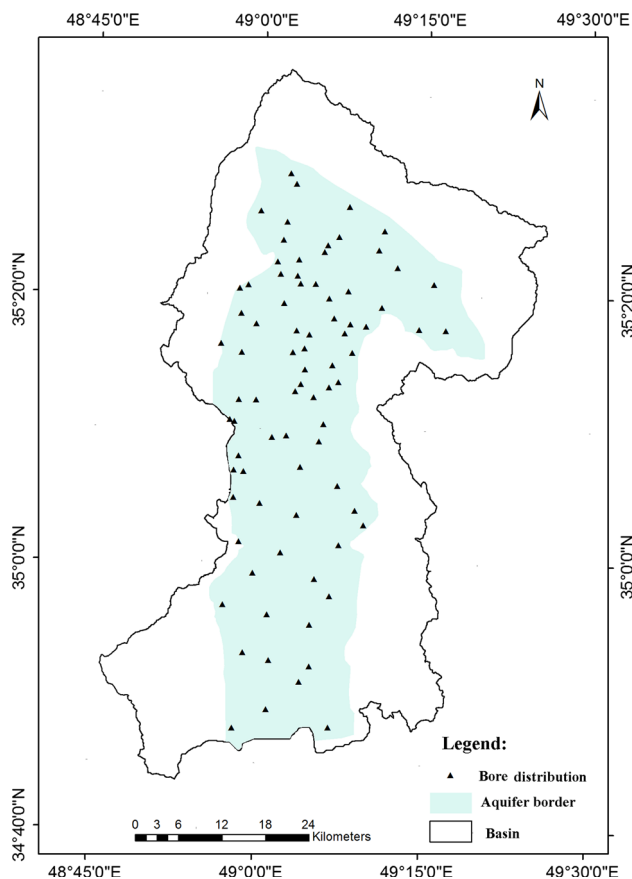 48°45'0"E 49°0'0"E 49°15'0"E 49°30'0"E
N
35°20'0"N 35°20'0"N
35°0'0"N 35°0'0"N
34°40'0"N
Legend:
Bore distribution
Aquifer border
Basin
0 3 6 12 18 24
Kilometers
48°45'0"E 49°0'0"E 49°15'0"E 49°30'0"E